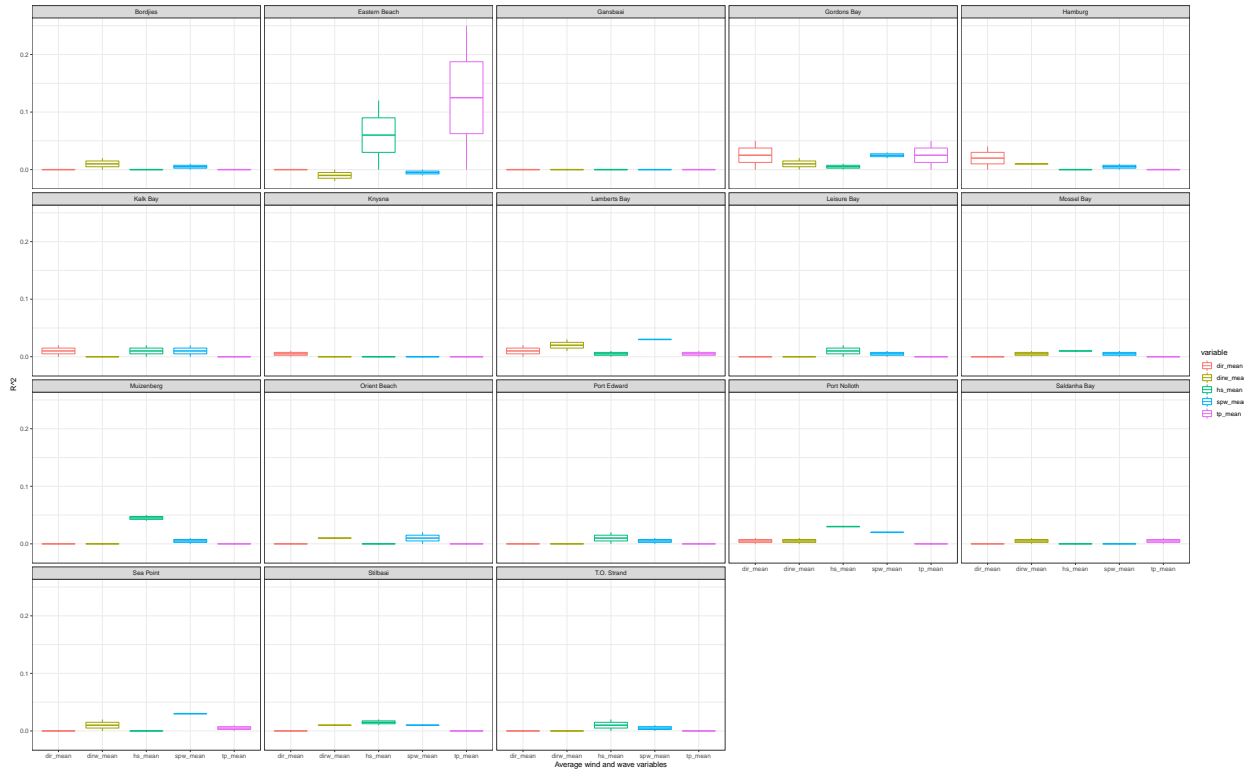 Bordjies Eastern Beach Gansbaai Gordons Bay Hamburg
0.2
0.1
0.0
Kalk Bay Knysna Lamberts Bay Leisure Bay Mossel Bay
0.2
0.1
0.0
Muizenberg Orient Beach Port Edward Port Nolloth Saldanha Bay
0.2
0.1
0.0
dir_mean dirw_mean hs_mean spw_mean tp_mean dir_mean dirw_mean hs_mean spw_mean tp_mean
Sea Point Stilbaai T.O. Strand
0.2
0.1
0.0
dir_mean dirw_mean hs_mean spw_mean tp_mean dir_mean dirw_mean hs_mean spw_mean tp_mean dir_mean dirw_mean hs_mean spw_mean tp_mean
Average wind and wave variables
R^2
variable
dir_mean
dirw_mean
hs_mean
spw_mean
tp_mean